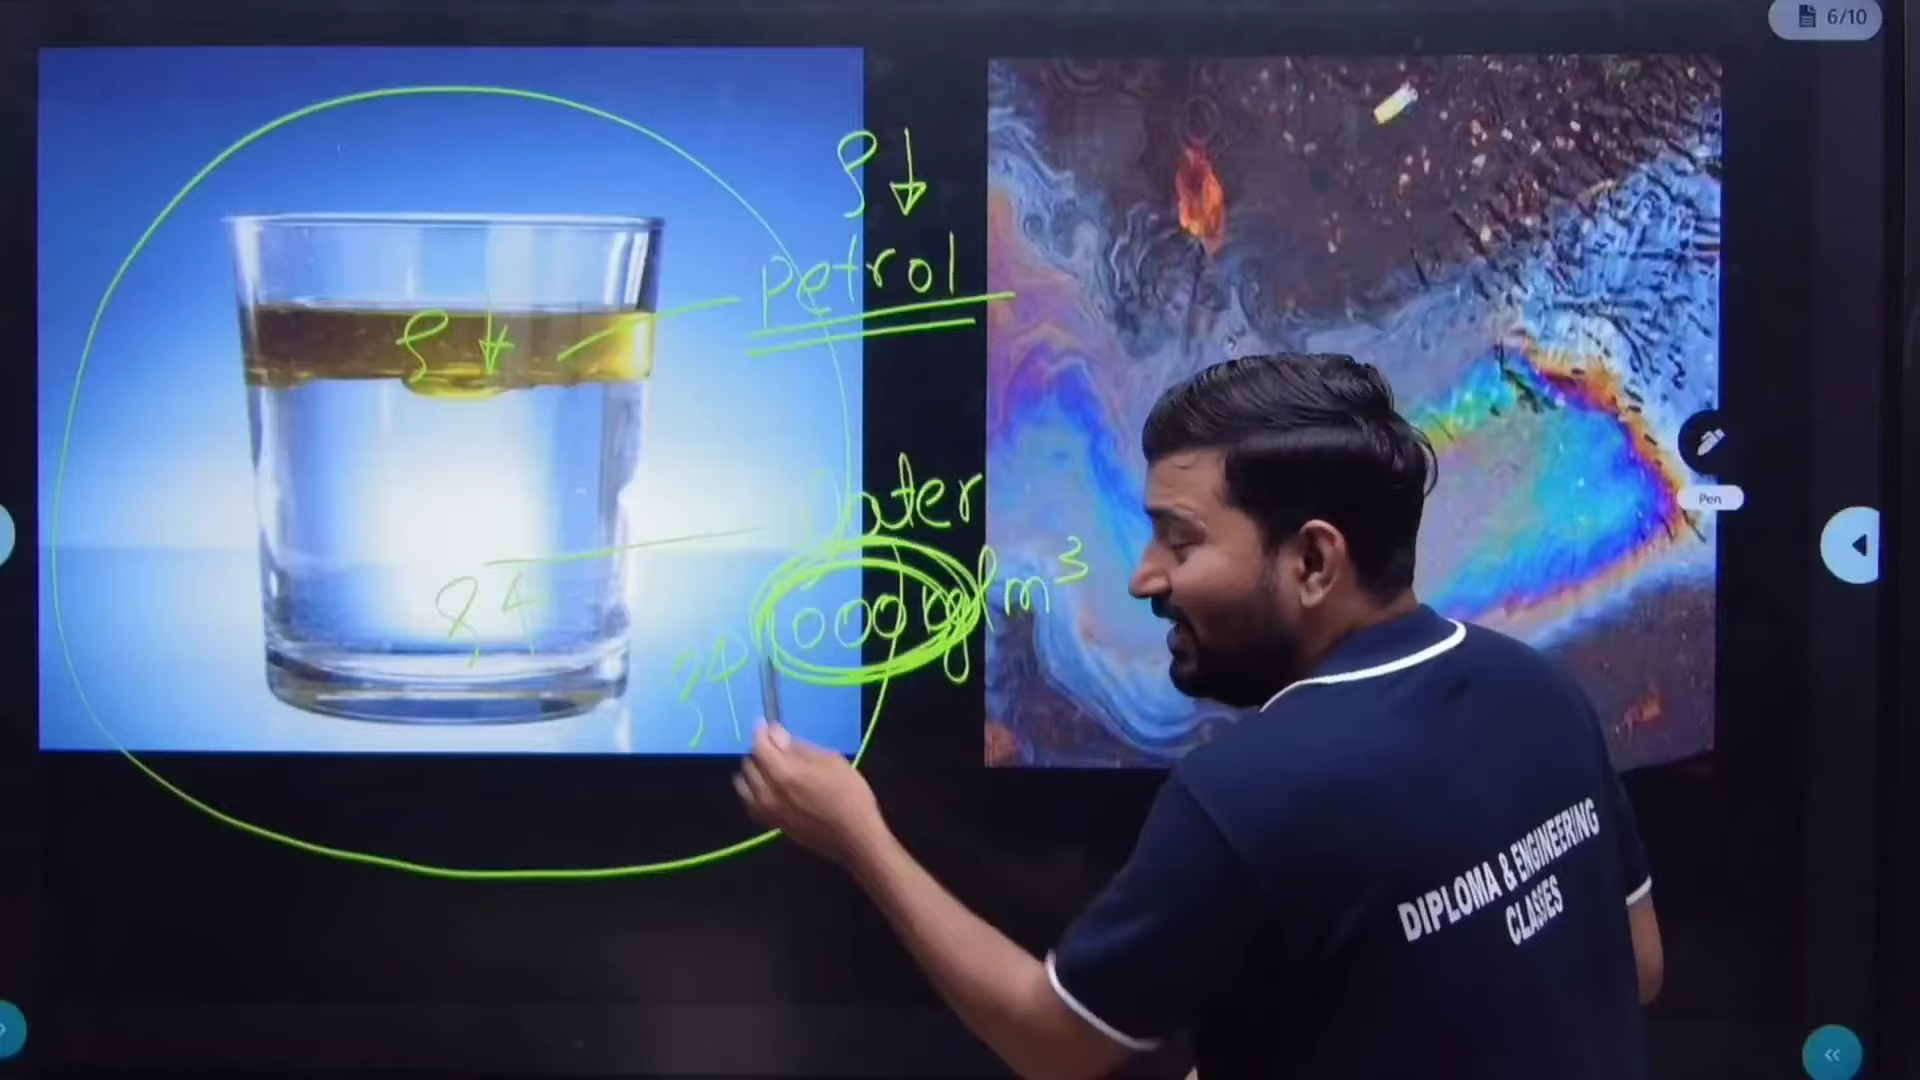 6/10
ρ↓
petrol
ρ↓
Water
1000 kg/m³
ρ↑
ρ↑
Pen
DIPLOMA & ENGINEERING
CLASSES